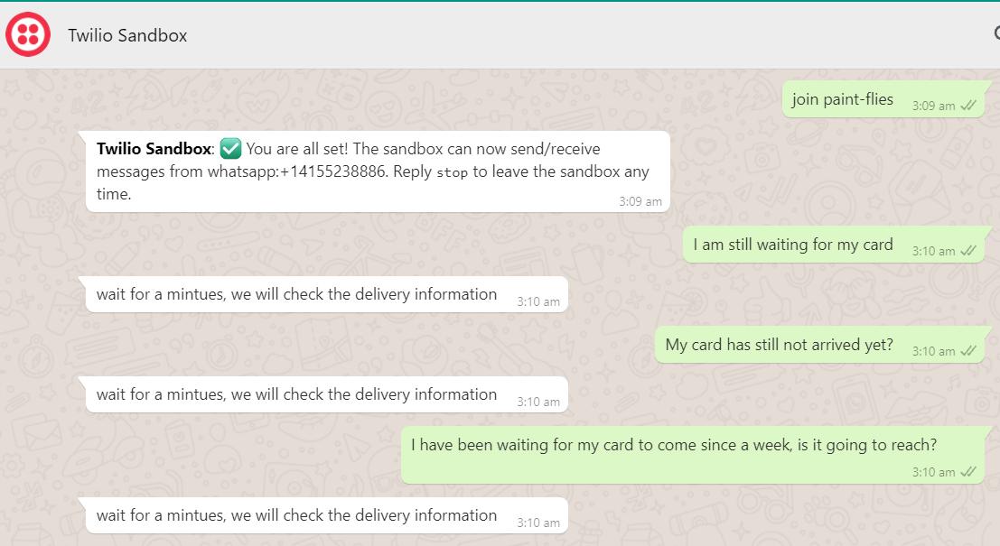 Twilio Sandbox
join paint-flies 3:09 am
Twilio Sandbox: ✅ You are all set! The sandbox can now send/receive
messages from whatsapp:+14155238886. Reply stop to leave the sandbox any
time.
3:09 am
I am still waiting for my card 3:10 am
wait for a mintues, we will check the delivery information 3:10 am
My card has still not arrived yet? 3:10 am
wait for a mintues, we will check the delivery information 3:10 am
I have been waiting for my card to come since a week, is it going to reach?
3:10 am
wait for a mintues, we will check the delivery information 3:10 am